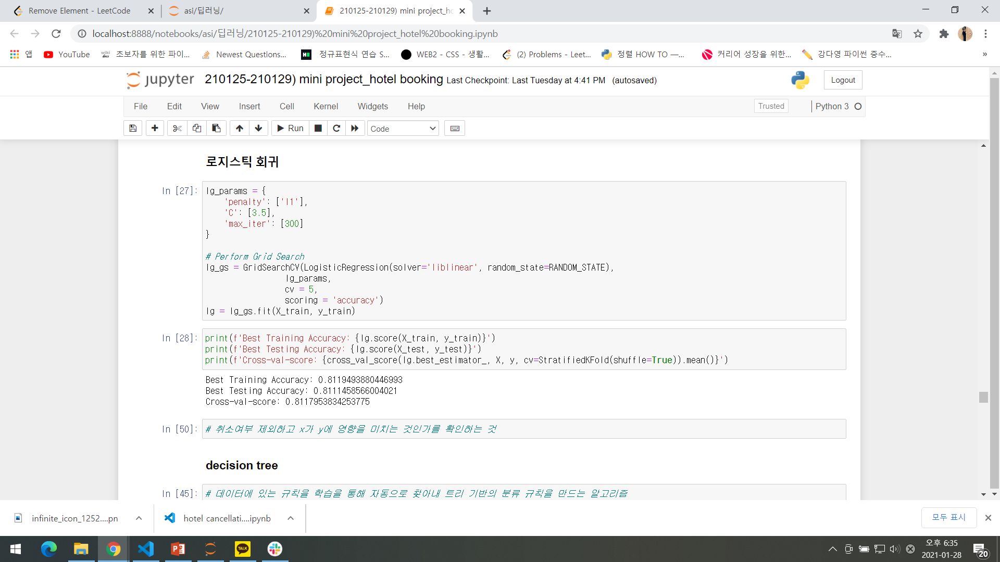 Remove Element - LeetCode
asi/딥러닝/
210125-210129) mini project_hc
localhost:8888/notebooks/asi/딥러닝/210125-210129)%20mini%20project_hotel%20booking.ipynb
앱
YouTube
wiki docs
초보자를 위한 파이...
Newest Questions...
정규표현식 연습 S...
WEB2 - CSS - 생활...
(2) Problems - Leet...
정렬 HOW TO —...
커리어 성장을 위한...
강다영 파이썬 중수...
»
jupyter 210125-210129) mini project_hotel booking Last Checkpoint: Last Tuesday at 4:41 PM (autosaved)
Logout
File Edit View Insert Cell Kernel Widgets Help
Trusted
Python 3
Run
Code
로지스틱 회귀
In [27]:
lg_params = {
    'penalty': ['l1'],
    'C': [3.5],
    'max_iter': [300]
}
# Perform Grid Search
lg_gs = GridSearchCV(LogisticRegression(solver='liblinear', random_state=RANDOM_STATE),
                 lg_params,
                 cv = 5,
                 scoring = 'accuracy')
lg = lg_gs.fit(X_train, y_train)
In [28]:
print(f'Best Training Accuracy: {lg.score(X_train, y_train)}')
print(f'Best Testing Accuracy: {lg.score(X_test, y_test)}')
print(f'Cross-val-score: {cross_val_score(lg.best_estimator_, X, y, cv=StratifiedKFold(shuffle=True)).mean()}')
Best Training Accuracy: 0.8119493880446993
Best Testing Accuracy: 0.8111458566004021
Cross-val-score: 0.8117953834253775
In [50]:
# 취소여부 제외하고 x가 y에 영향을 미치는 것인가를 확인하는 것
decision tree
In [45]:
# 데이터에 있는 규칙을 학습을 통해 자동으로 찾아내 트리 기반의 분류 규칙을 만드는 알고리즘
infinite_icon_1252....pn
hotel cancellati....ipynb
모두 표시
TALK
오후 6:35
2021-01-28
20